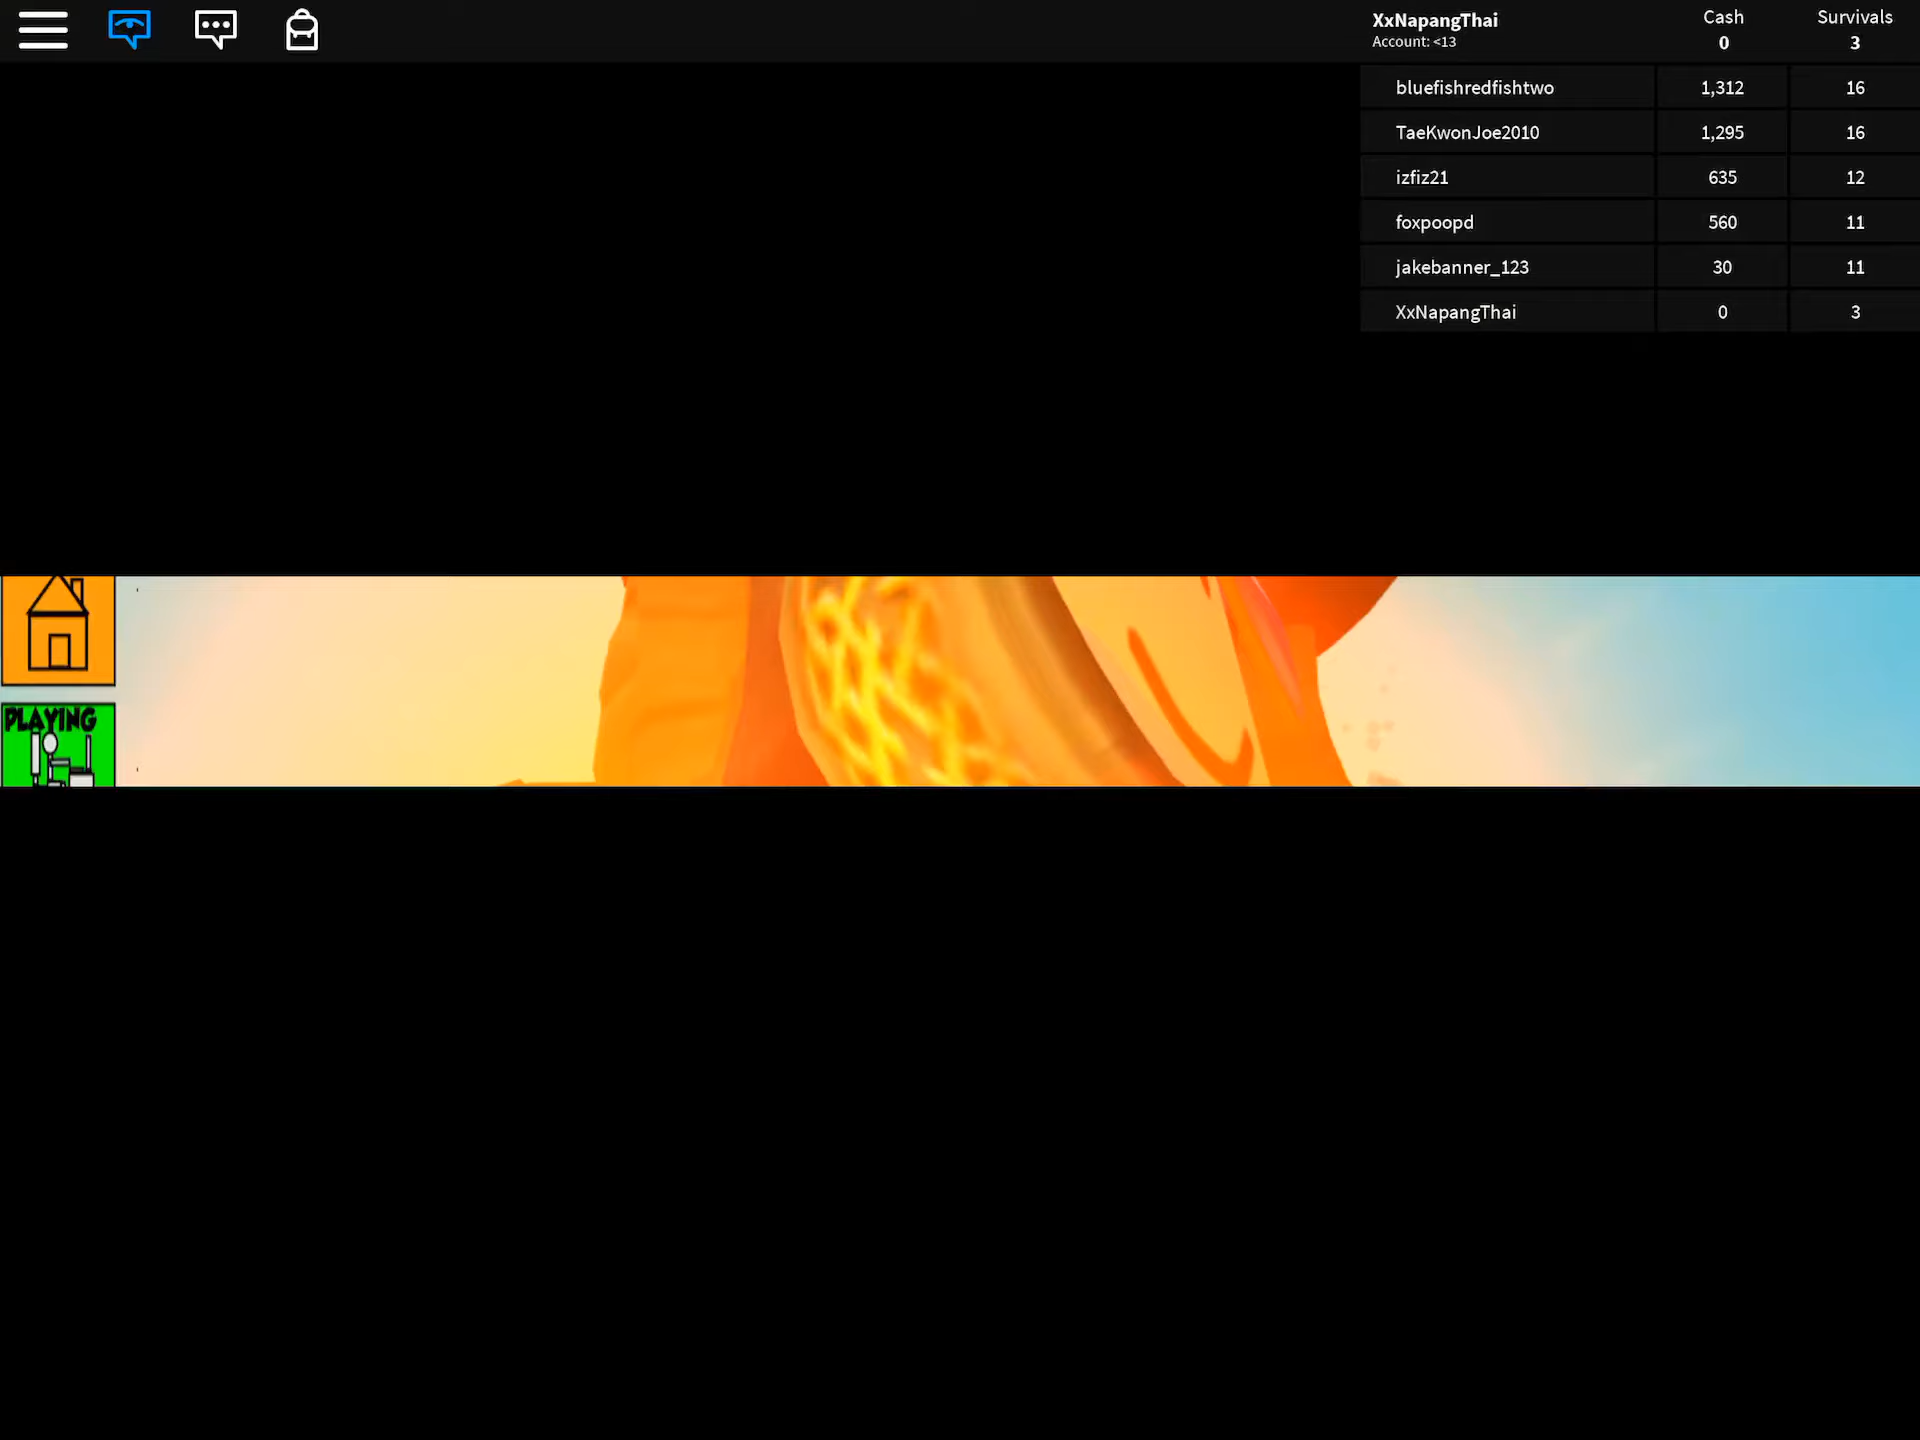 XxNapangThai Cash Survivals
Account: <13 0 3
bluefishredfishtwo 1,312 16
TaeKwonJoe2010 1,295 16
izfiz21 635 12
foxpoopd 560 11
jakebanner_123 30 11
XxNapangThai 0 3
PLAYING